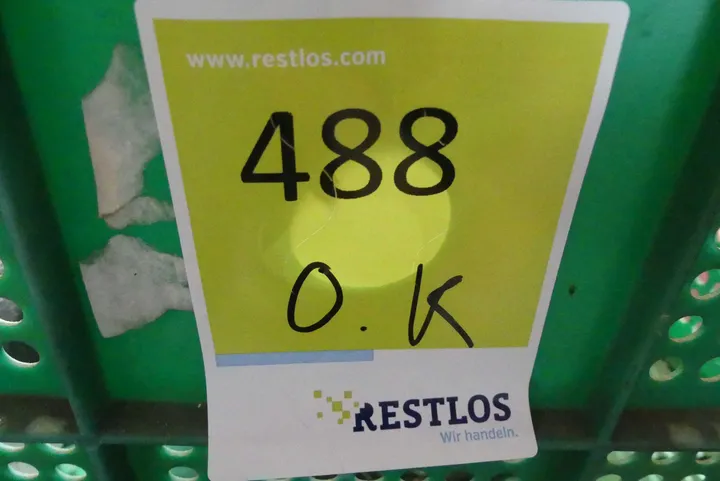 www.restlos.com
488
O. K
RESTLOS
Wir handeln.